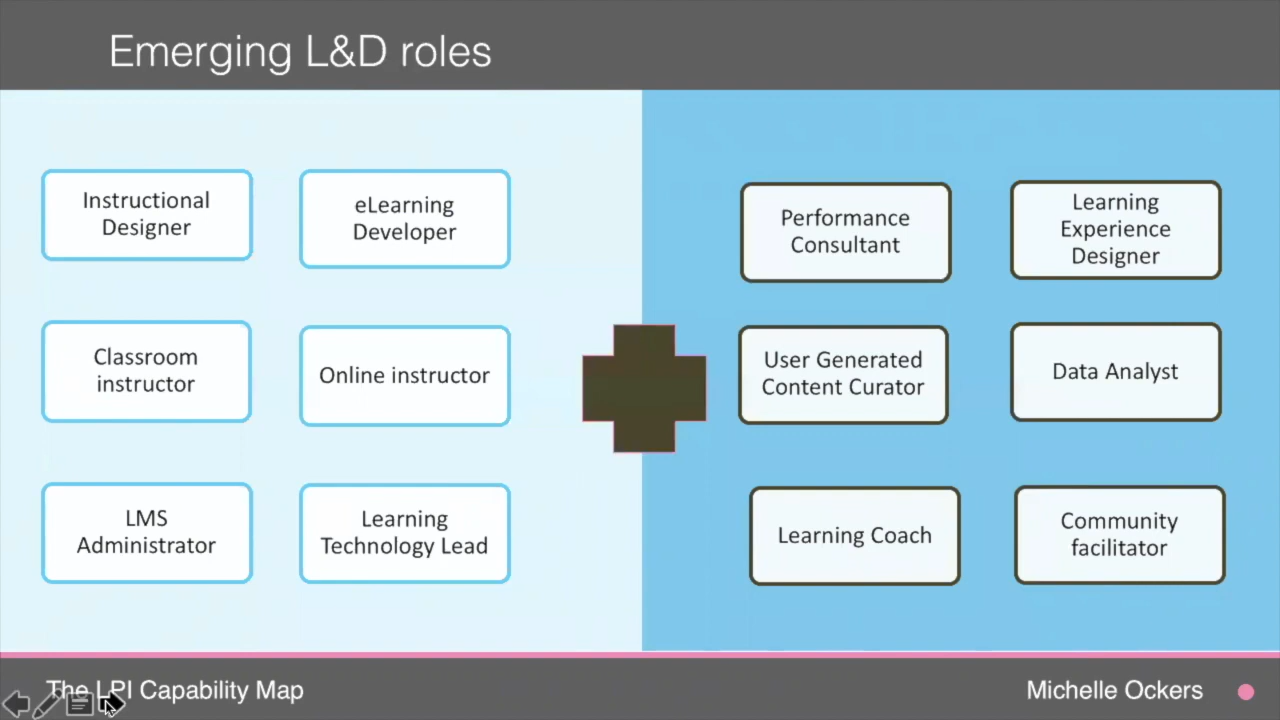 Emerging L&D roles
Instructional
Designer
eLearning
Developer
Performance
Consultant
Learning
Experience
Designer
Classroom
instructor
Online instructor
User Generated
Content Curator
Data Analyst
LMS
Administrator
Learning
Technology Lead
Learning Coach
Community
facilitator
The LPI Capability Map
Michelle Ockers